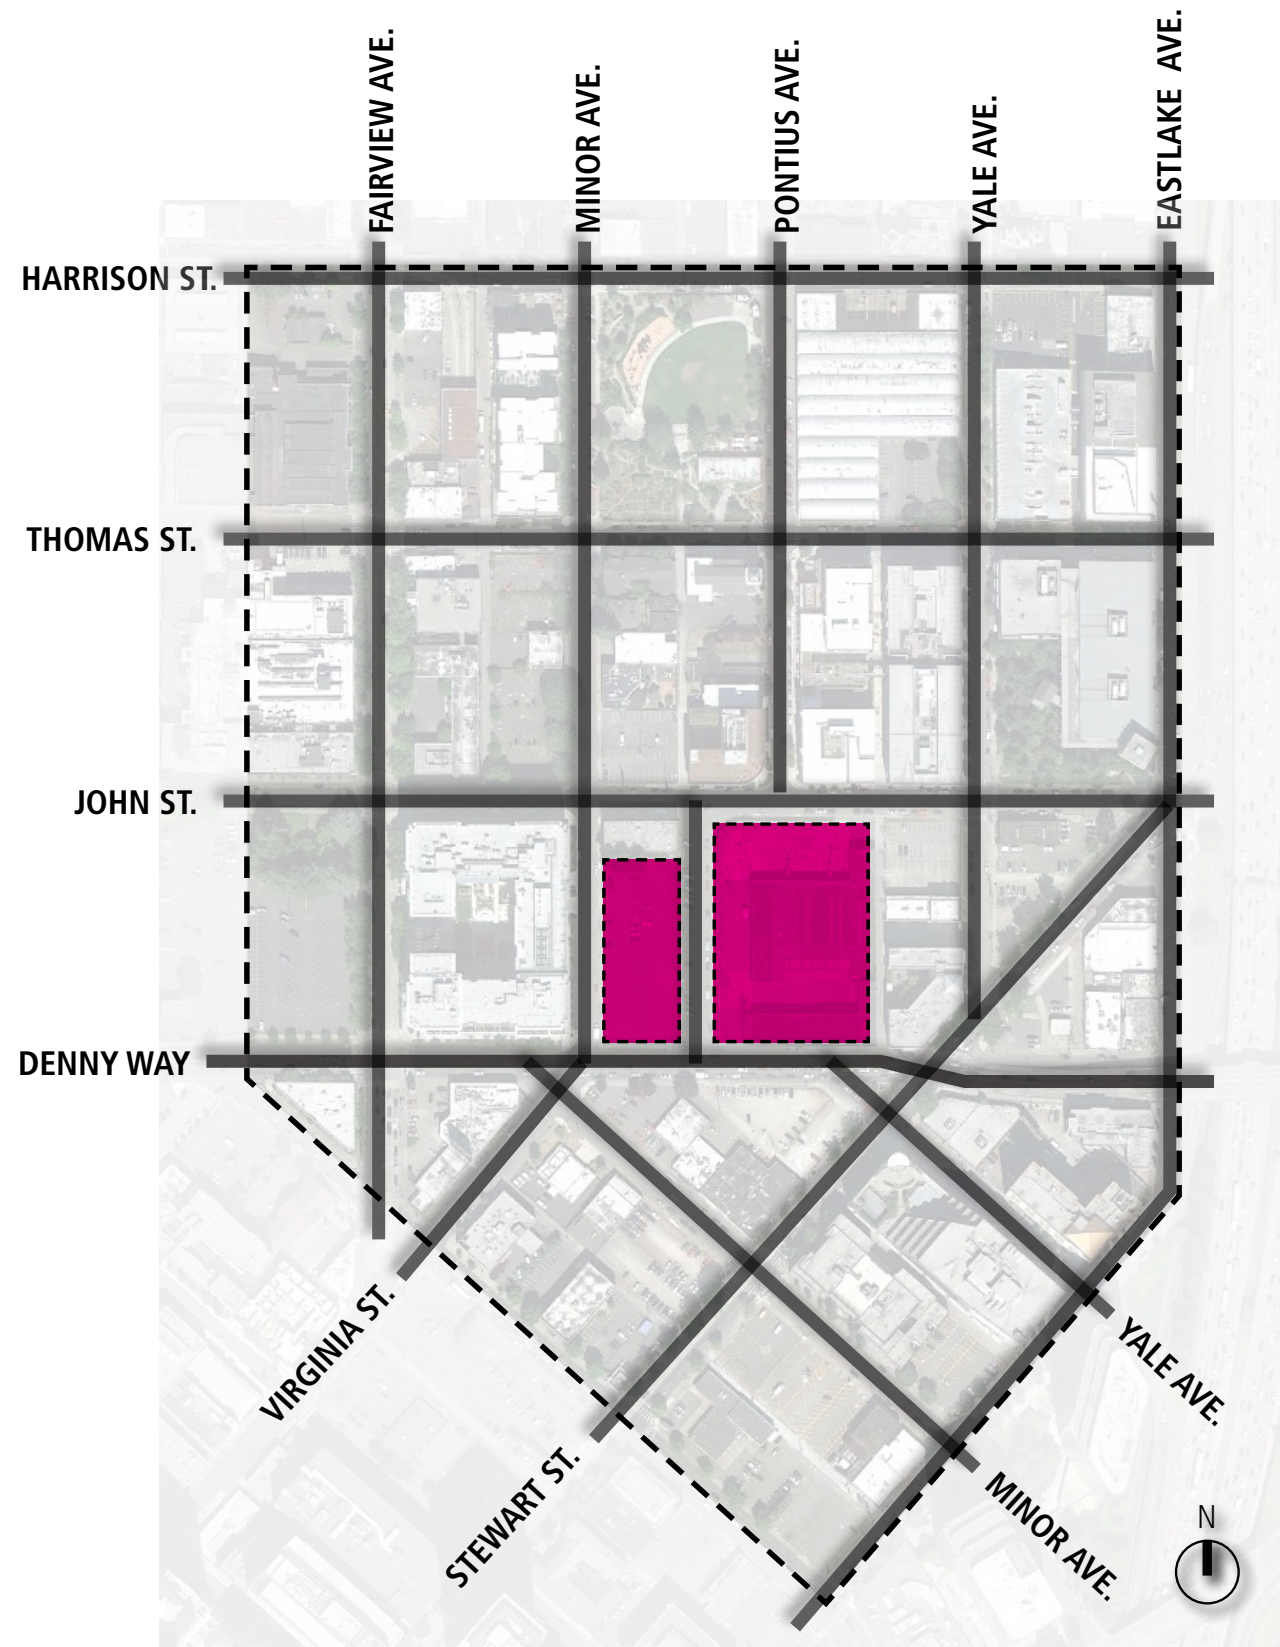 FAIRVIEW AVE.
MINOR AVE.
PONTIUS AVE.
YALE AVE.
EASTLAKE AVE.
HARRISON ST.
THOMAS ST.
JOHN ST.
DENNY WAY
VIRGINIA ST.
STEWART ST.
YALE AVE.
MINOR AVE.
N